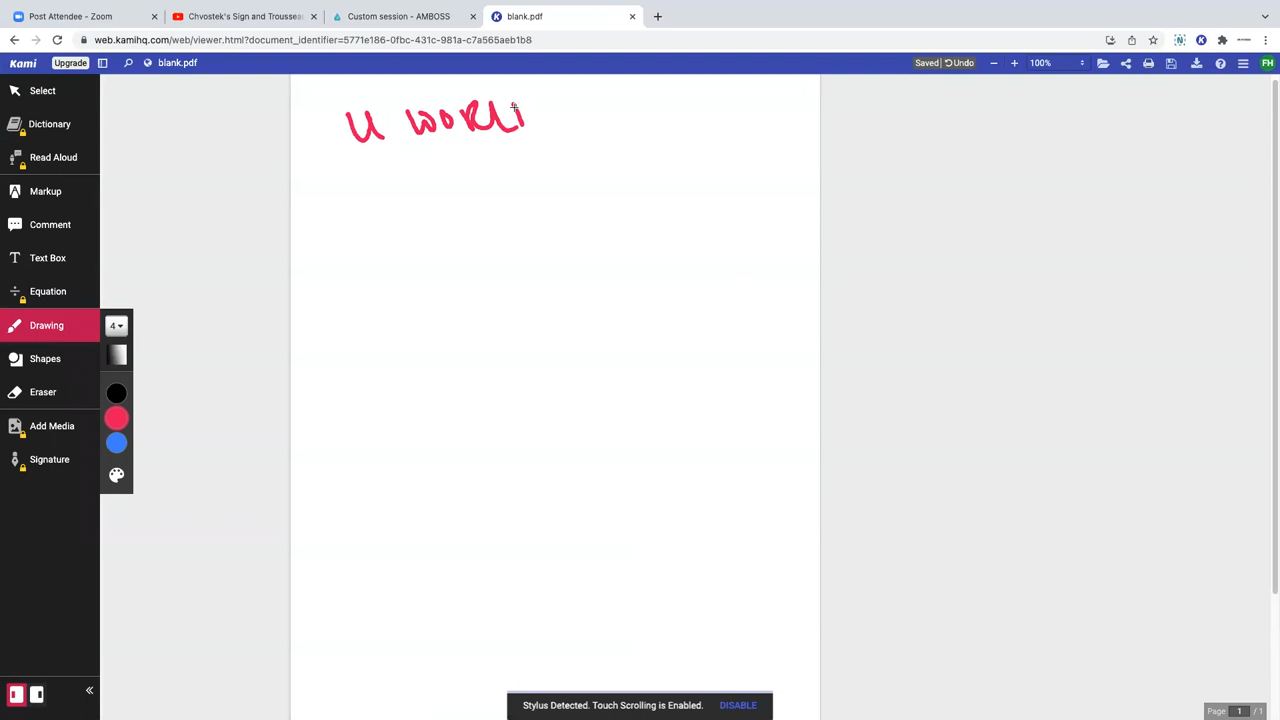 Post Attendee - Zoom
Chvostek's Sign and Troussea
Custom session - AMBOSS
blank.pdf
web.kamihq.com/web/viewer.html?document_identifier=5771e186-0fbc-431c-981a-c7a565aeb1b8
Kami
Upgrade
blank.pdf
Saved
Undo
100%
FH
Select
Dictionary
Read Aloud
Markup
Comment
Text Box
Equation
Drawing
Shapes
Eraser
Add Media
Signature
4
U
Stylus Detected. Touch Scrolling is Enabled. DISABLE
Page 1 / 1